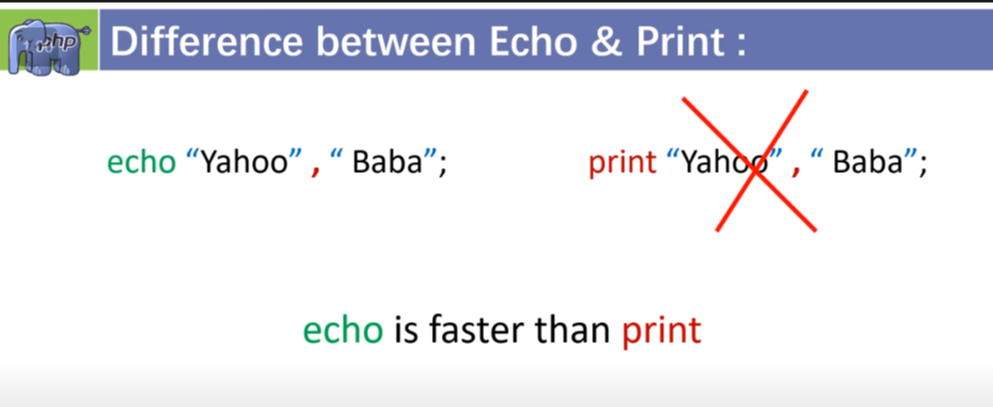 php
Difference between Echo & Print :
echo “Yahoo” , “ Baba”;
print “Yahoo” , “ Baba”;
echo is faster than print